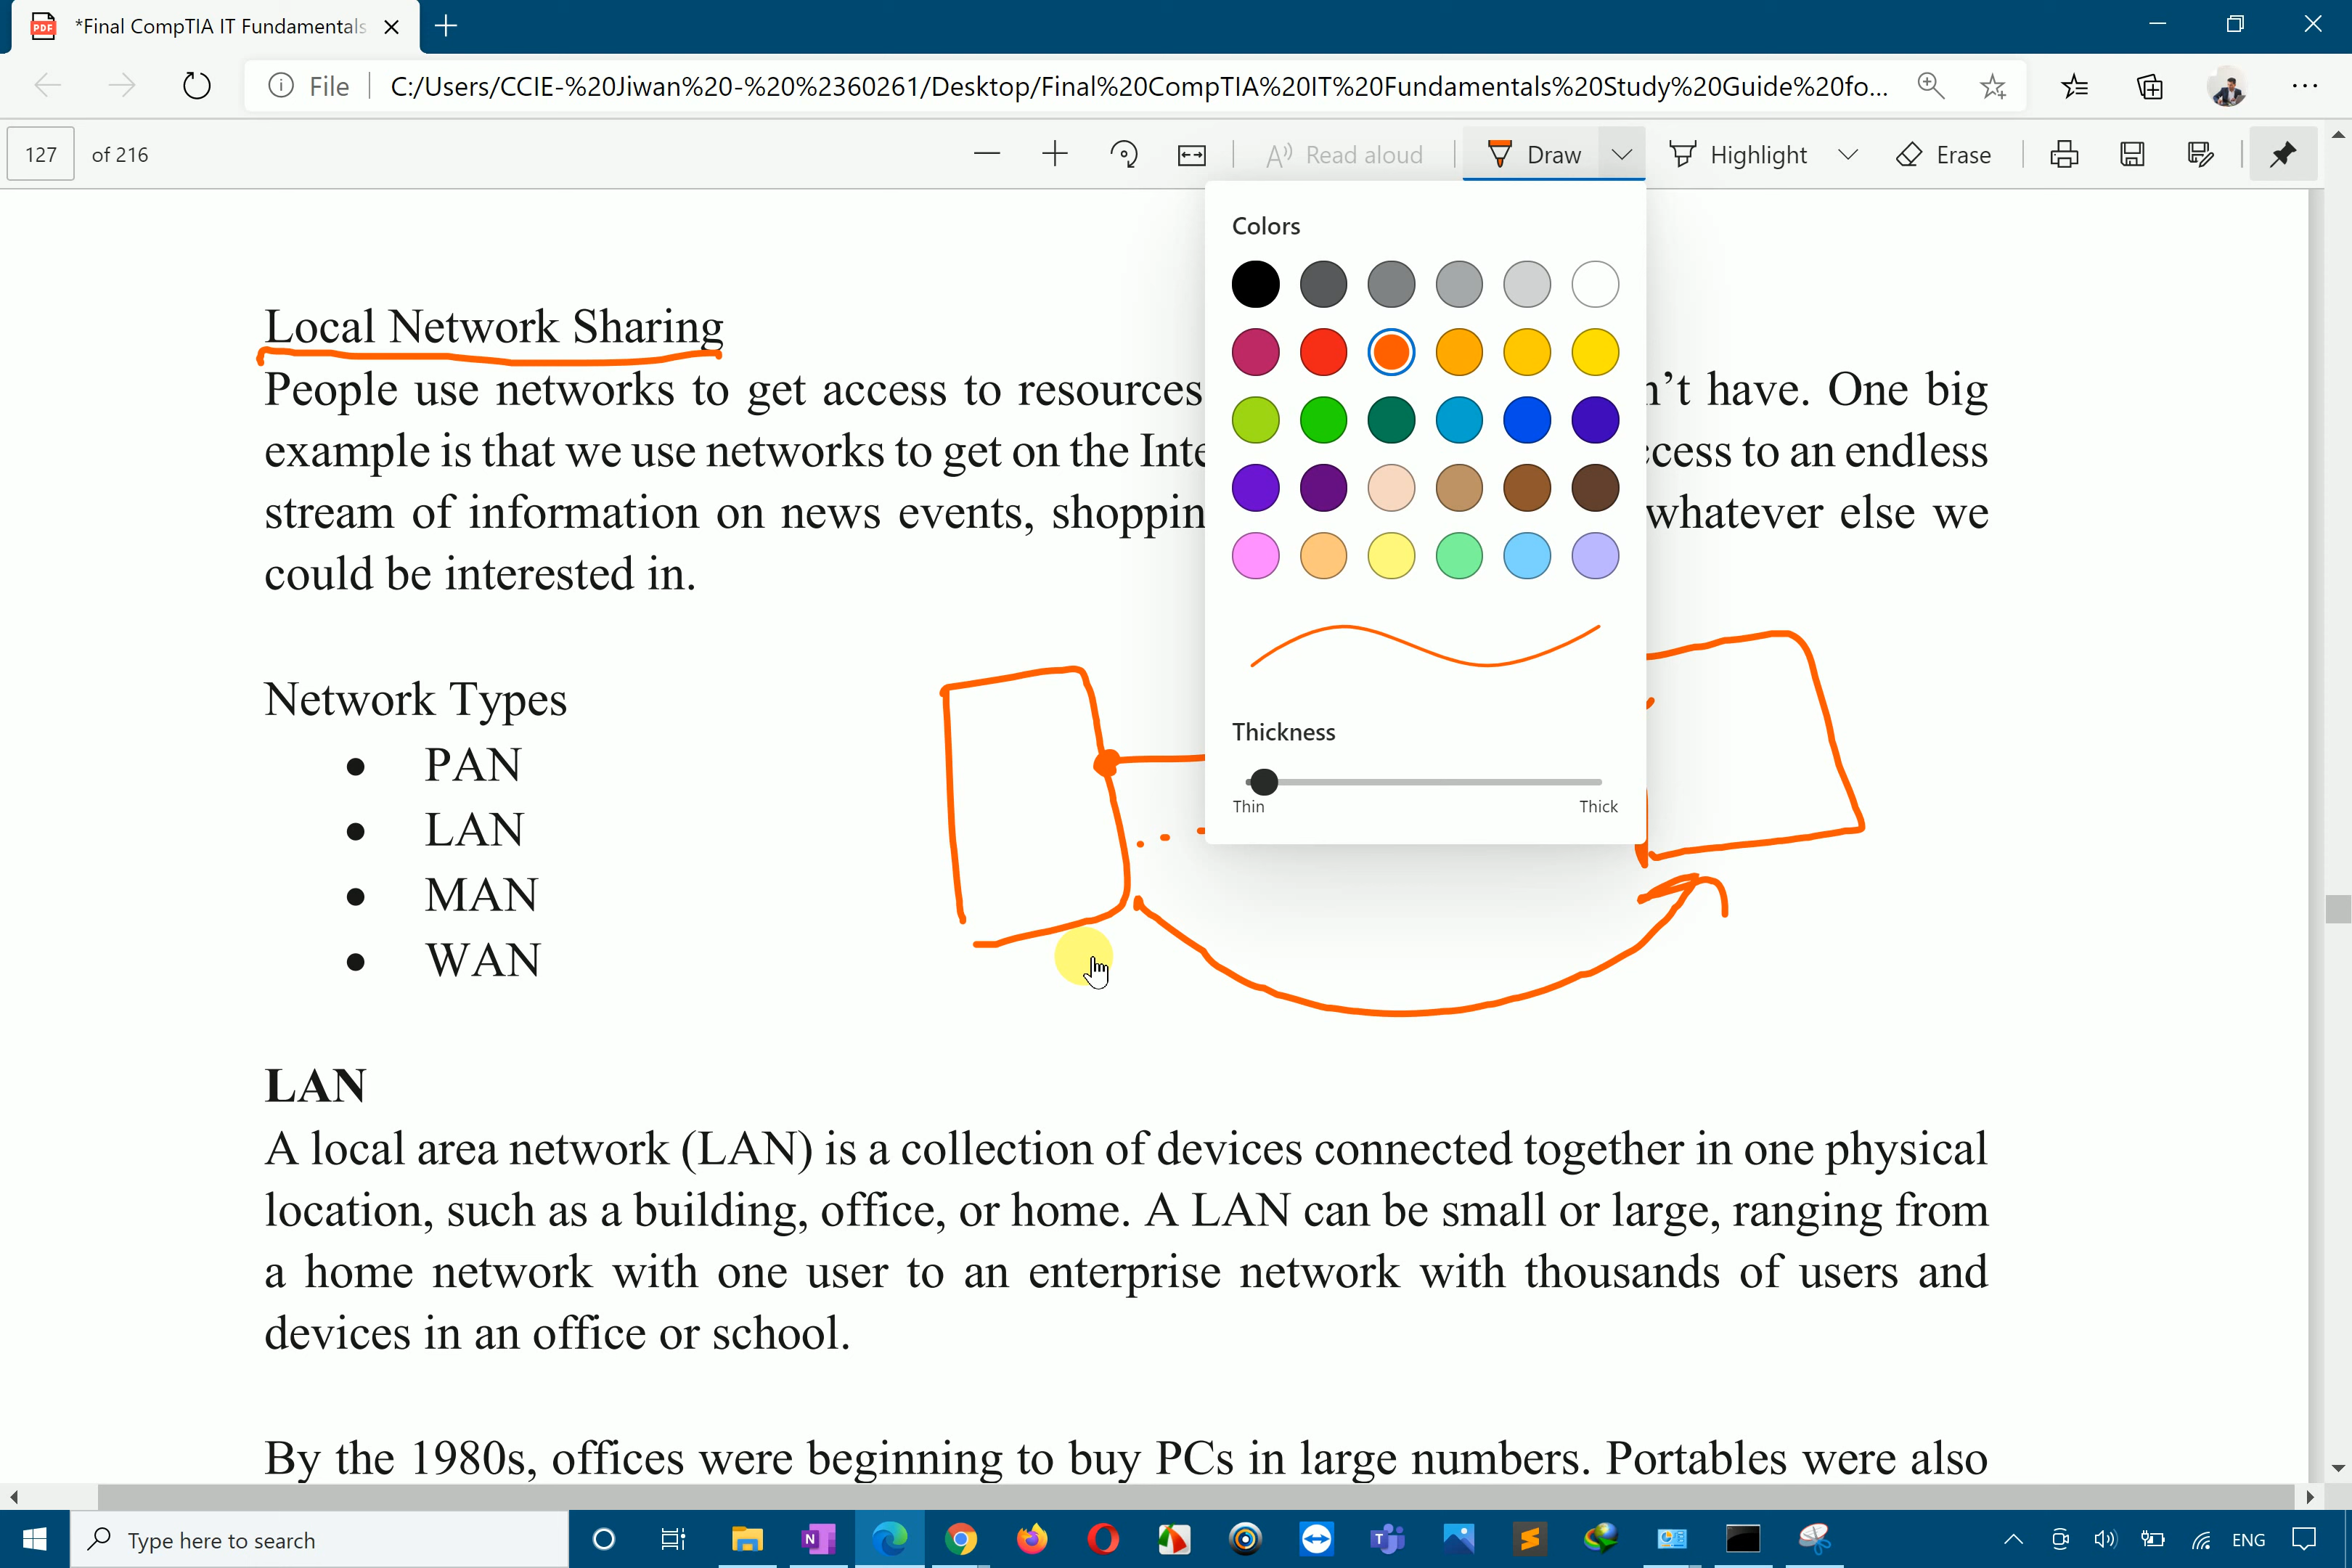 PDF *Final CompTIA IT Fundamentals
File C:/Users/CCIE-%20Jiwan%20-%20%2360261/Desktop/Final%20CompTIA%20IT%20Fundamentals%20Study%20Guide%20fo...
127 of 216 Read aloud Draw Highlight Erase
Colors
Thickness
Thin Thick
Local Network Sharing
People use networks to get access to resources n't have. One big
example is that we use networks to get on the Inte ccess to an endless
stream of information on news events, shoppin whatever else we
could be interested in.
Network Types
• PAN
• LAN
• MAN
• WAN
LAN
A local area network (LAN) is a collection of devices connected together in one physical
location, such as a building, office, or home. A LAN can be small or large, ranging from
a home network with one user to an enterprise network with thousands of users and
devices in an office or school.
By the 1980s, offices were beginning to buy PCs in large numbers. Portables were also
Type here to search
ENG